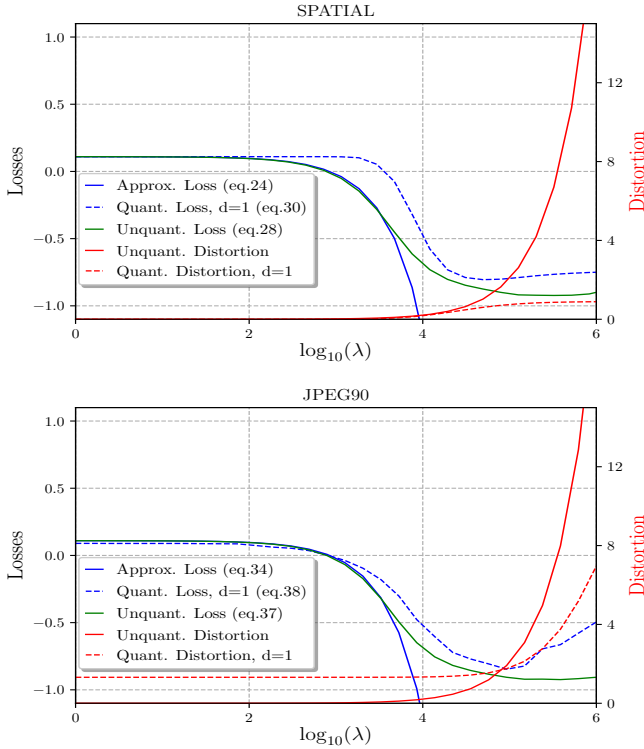 SPATIAL
1.0
0.5
0.0
−0.5
−1.0
Losses
12
8
4
0
Distortion
Approx. Loss (eq.24)
Quant. Loss, d=1 (eq.30)
Unquant. Loss (eq.28)
Unquant. Distortion
Quant. Distortion, d=1
0 2 4 6
log₁₀(λ)
JPEG90
1.0
0.5
0.0
−0.5
−1.0
Losses
12
8
4
0
Distortion
Approx. Loss (eq.34)
Quant. Loss, d=1 (eq.38)
Unquant. Loss (eq.37)
Unquant. Distortion
Quant. Distortion, d=1
0 2 4 6
log₁₀(λ)